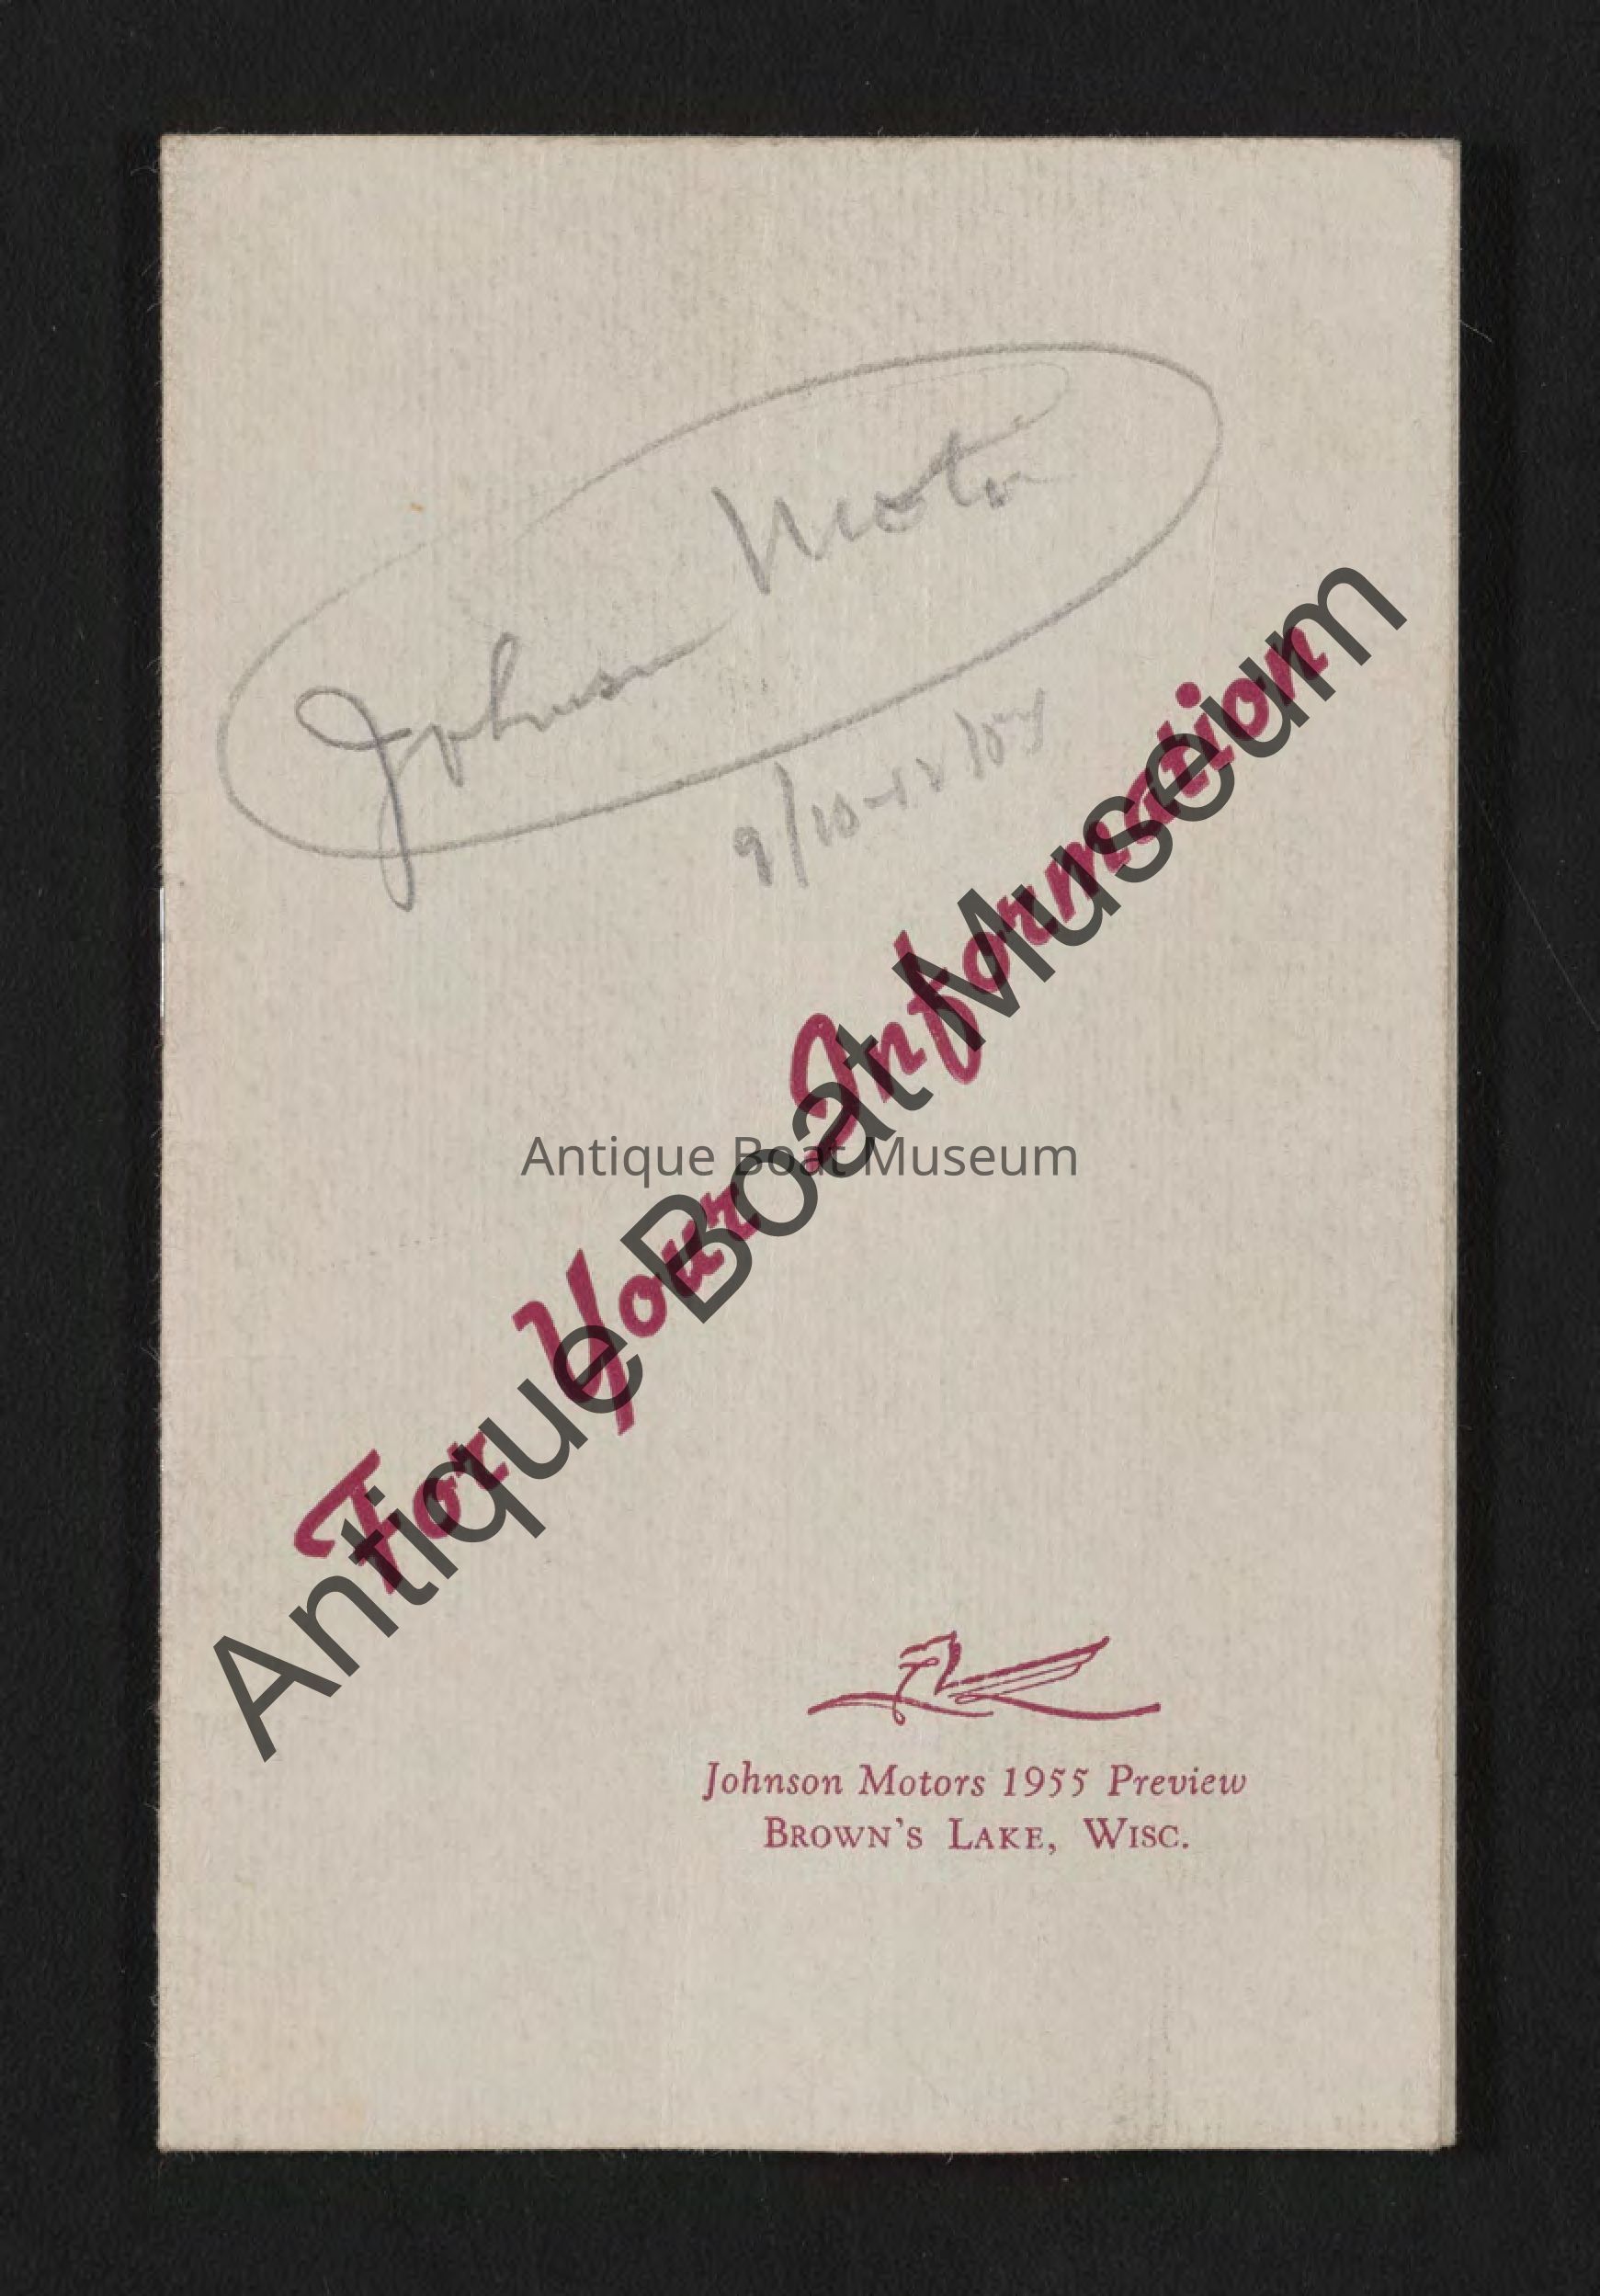 Johnson Motor
9/10-12/54
For Your Information
Antique Boat Museum
Antique Boat Museum
Johnson Motors 1955 Preview
BROWN'S LAKE, WISC.